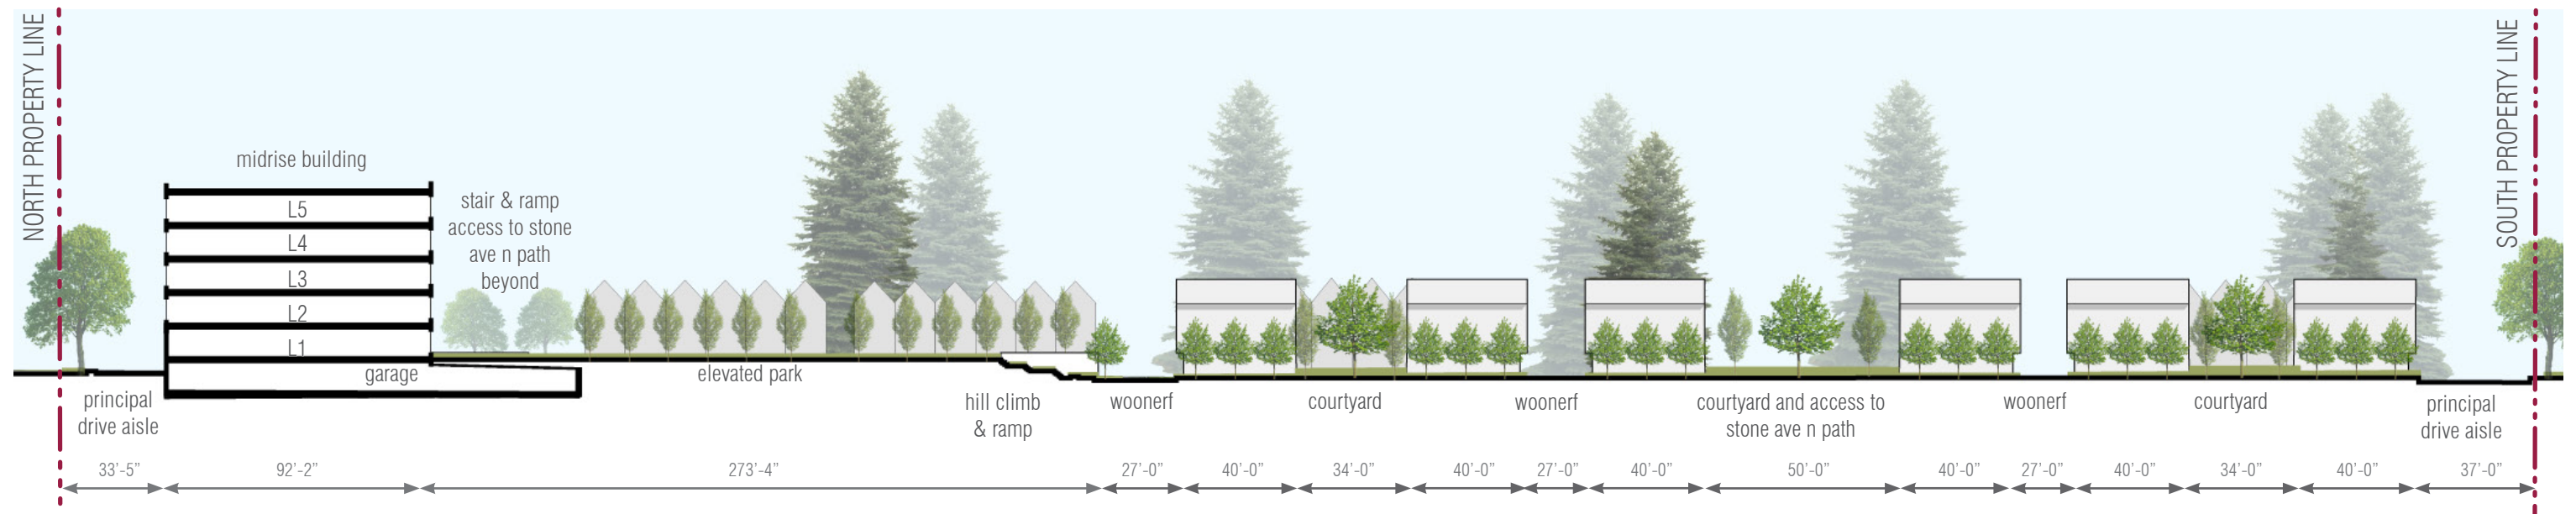 NORTH PROPERTY LINE
SOUTH PROPERTY LINE
midrise building
L5
L4
L3
L2
L1
garage
stair & ramp
access to stone
ave n path
beyond
elevated park
principal
drive aisle
hill climb
& ramp
woonerf
courtyard
woonerf
courtyard and access to
stone ave n path
woonerf
courtyard
principal
drive aisle
33'-5"
92'-2"
273'-4"
27'-0"
40'-0"
34'-0"
40'-0"
27'-0"
40'-0"
50'-0"
40'-0"
27'-0"
40'-0"
34'-0"
40'-0"
37'-0"